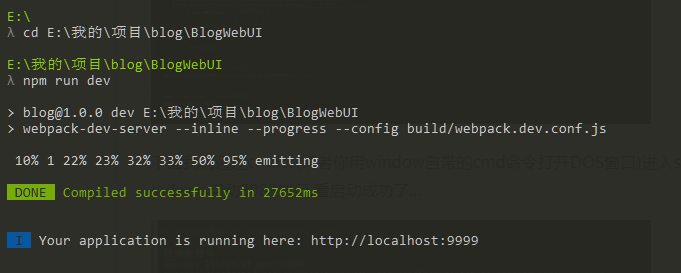 E:\
λ cd E:\我的\项目\blog\BlogWebUI
E:\我的\项目\blog\BlogWebUI
λ npm run dev
> blog@1.0.0 dev E:\我的\项目\blog\BlogWebUI
> webpack-dev-server --inline --progress --config build/webpack.dev.conf.js
10% 1 22% 23% 32% 33% 50% 95% emitting
DONE Compiled successfully in 27652ms
I Your application is running here: http://localhost:9999